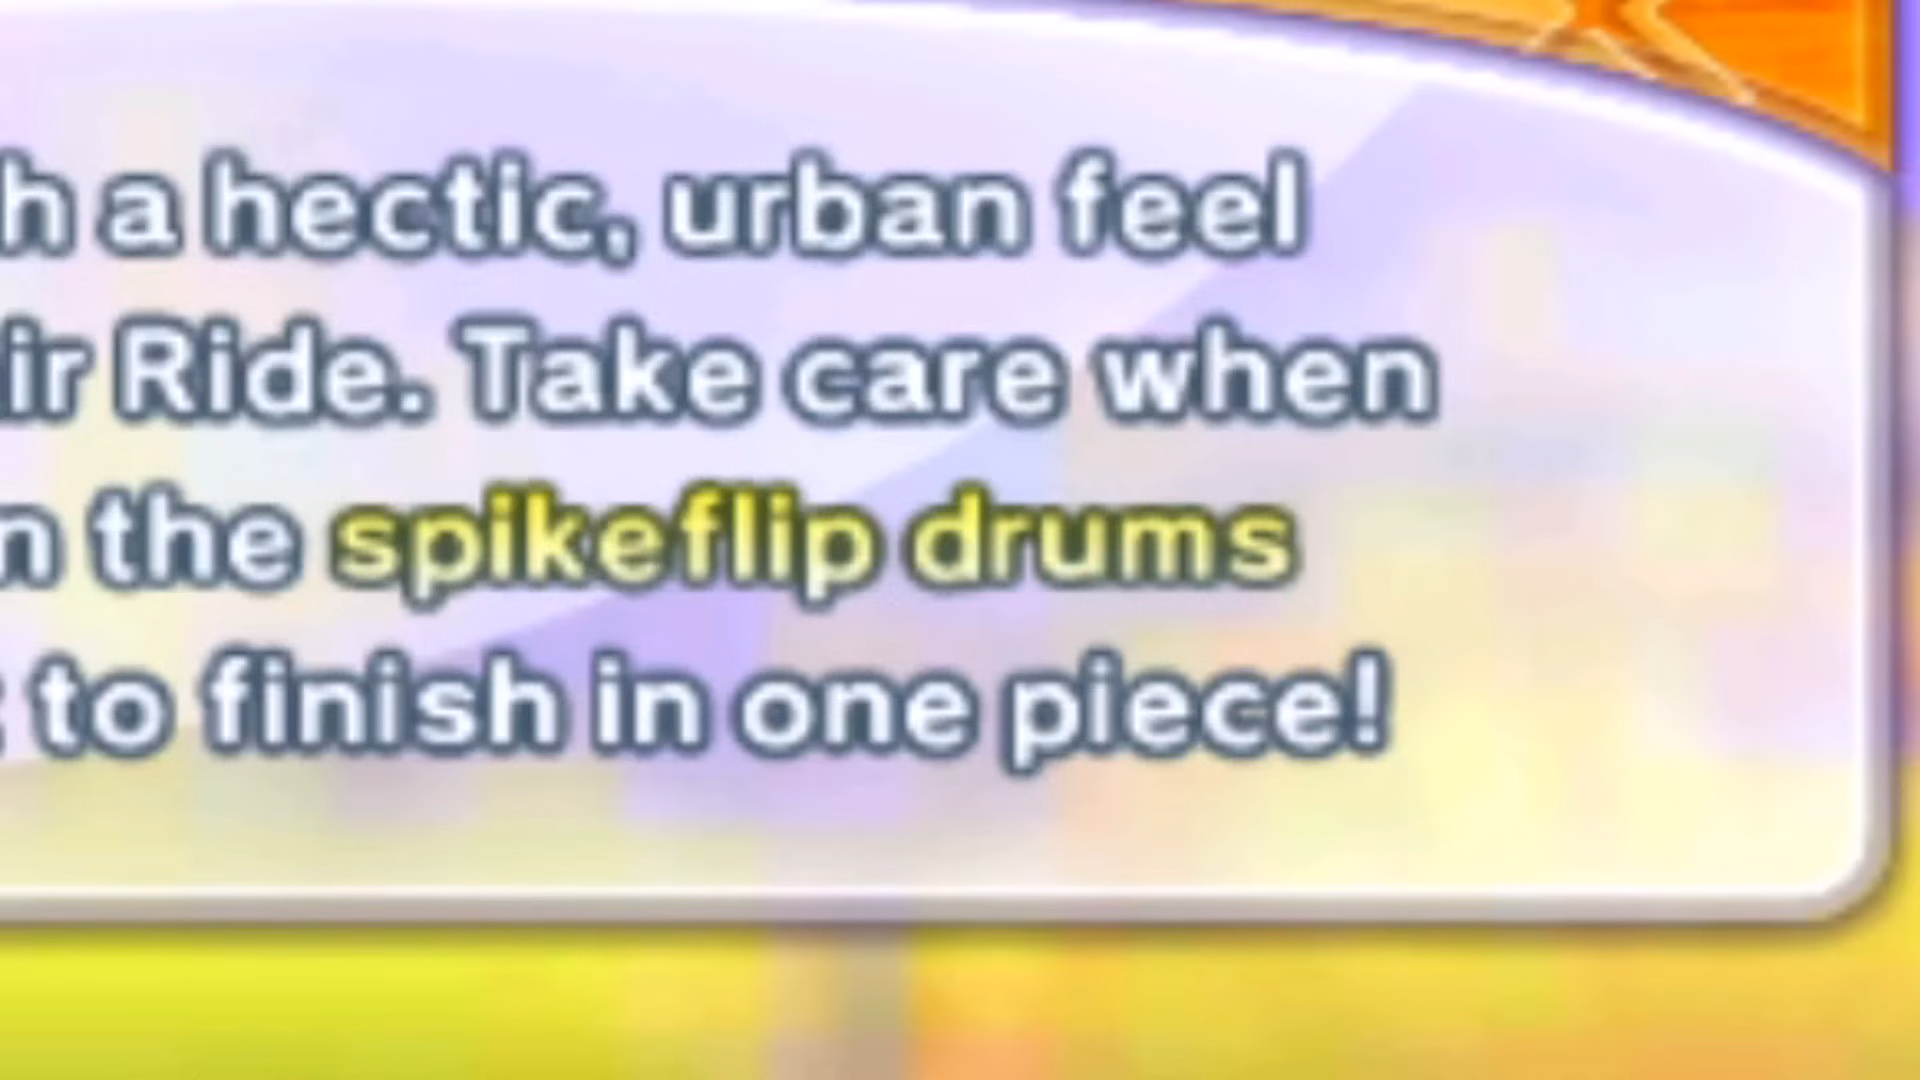 h a hectic, urban feel
ir Ride. Take care when
n the spikeflip drums
to finish in one piece!